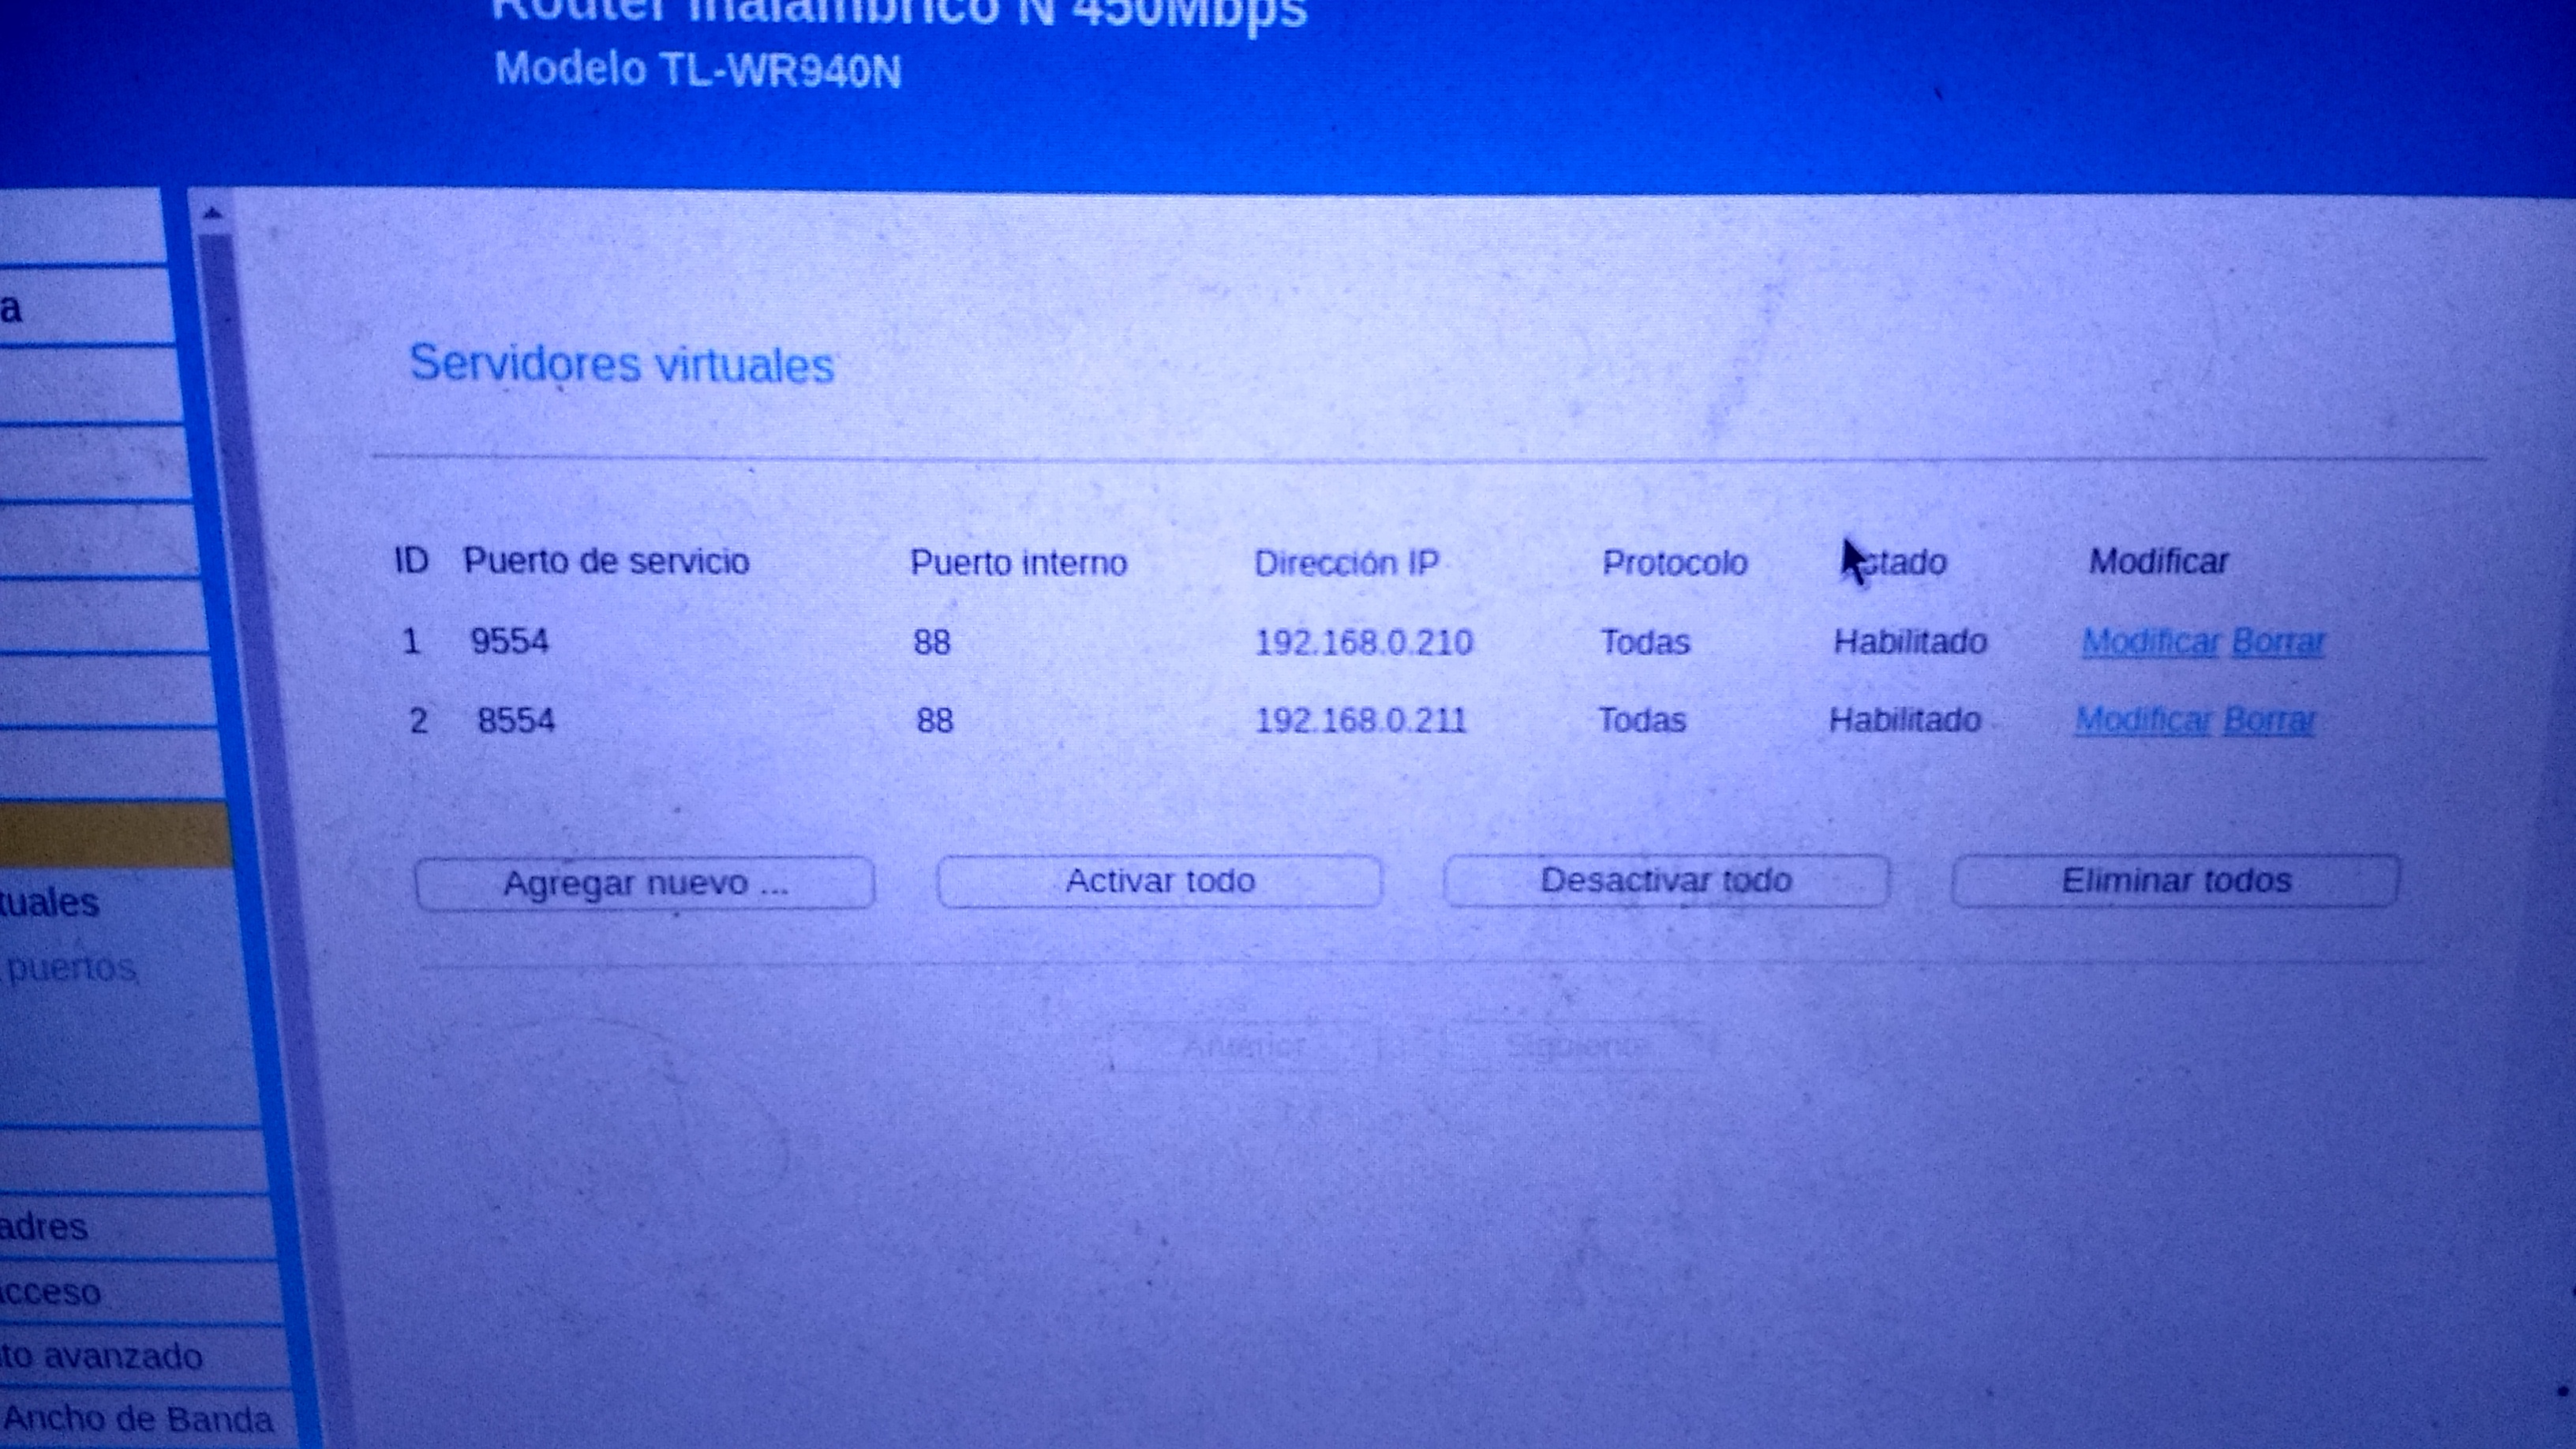 Router Inalámbrico N 450Mbps
Modelo TL-WR940N
a
Servidores virtuales
ID Puerto de servicio Puerto interno Dirección IP Protocolo stado Modificar
1 9554 88 192.168.0.210 Todas Habilitado Modificar Borrar
2 8554 88 192.168.0.211 Todas Habilitado Modificar Borrar
Agregar nuevo ... Activar todo Desactivar todo Eliminar todos
Anterior Siguiente
tuales
puertos
adres
acceso
to avanzado
Ancho de Banda